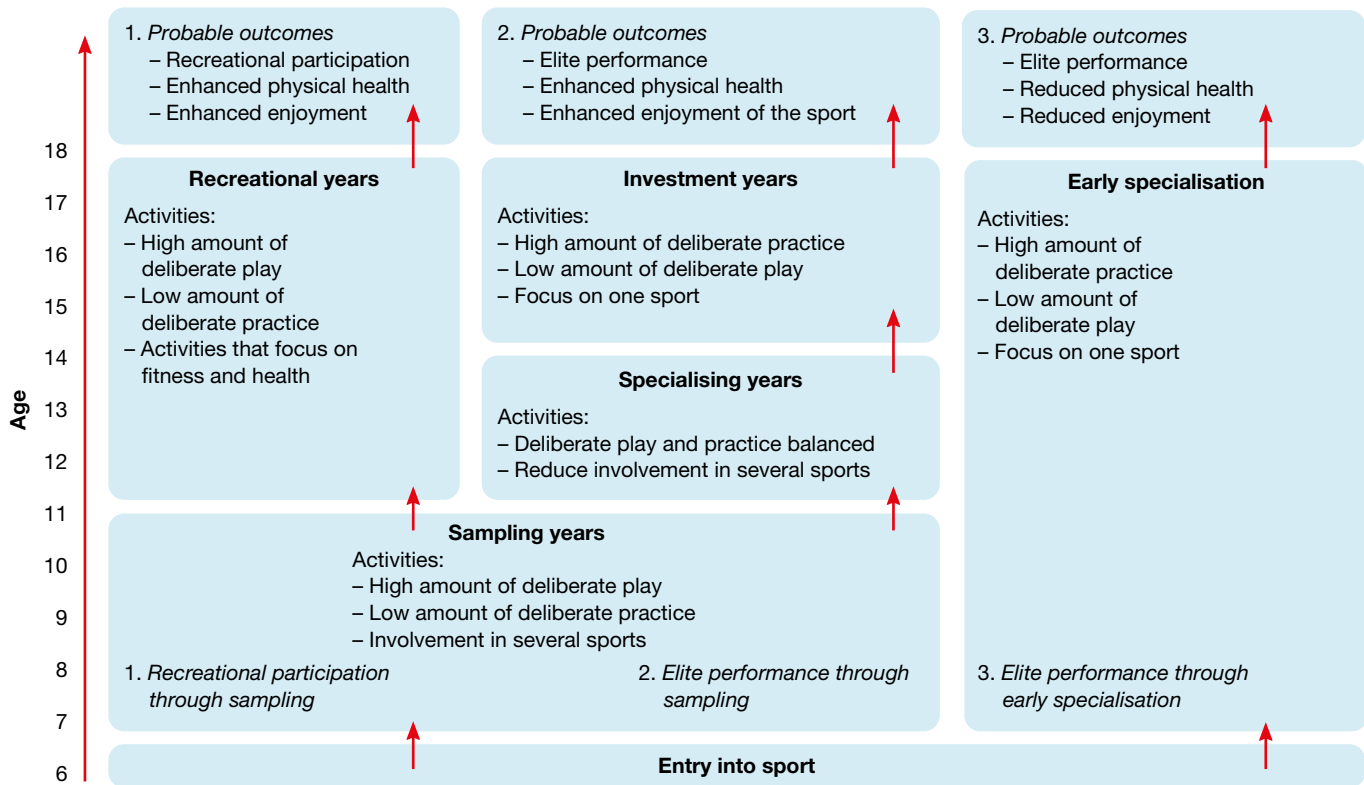 1. Probable outcomes
– Recreational participation
– Enhanced physical health
– Enhanced enjoyment
2. Probable outcomes
– Elite performance
– Enhanced physical health
– Enhanced enjoyment of the sport
3. Probable outcomes
– Elite performance
– Reduced physical health
– Reduced enjoyment
Age
18
17
16
15
14
13
12
11
10
9
8
7
6
Recreational years
Activities:
– High amount of
deliberate play
– Low amount of
deliberate practice
– Activities that focus on
fitness and health
Investment years
Activities:
– High amount of deliberate practice
– Low amount of deliberate play
– Focus on one sport
Specialising years
Activities:
– Deliberate play and practice balanced
– Reduce involvement in several sports
Early specialisation
Activities:
– High amount of
deliberate practice
– Low amount of
deliberate play
– Focus on one sport
Sampling years
Activities:
– High amount of deliberate play
– Low amount of deliberate practice
– Involvement in several sports
1. Recreational participation
through sampling
2. Elite performance through
sampling
3. Elite performance through
early specialisation
Entry into sport